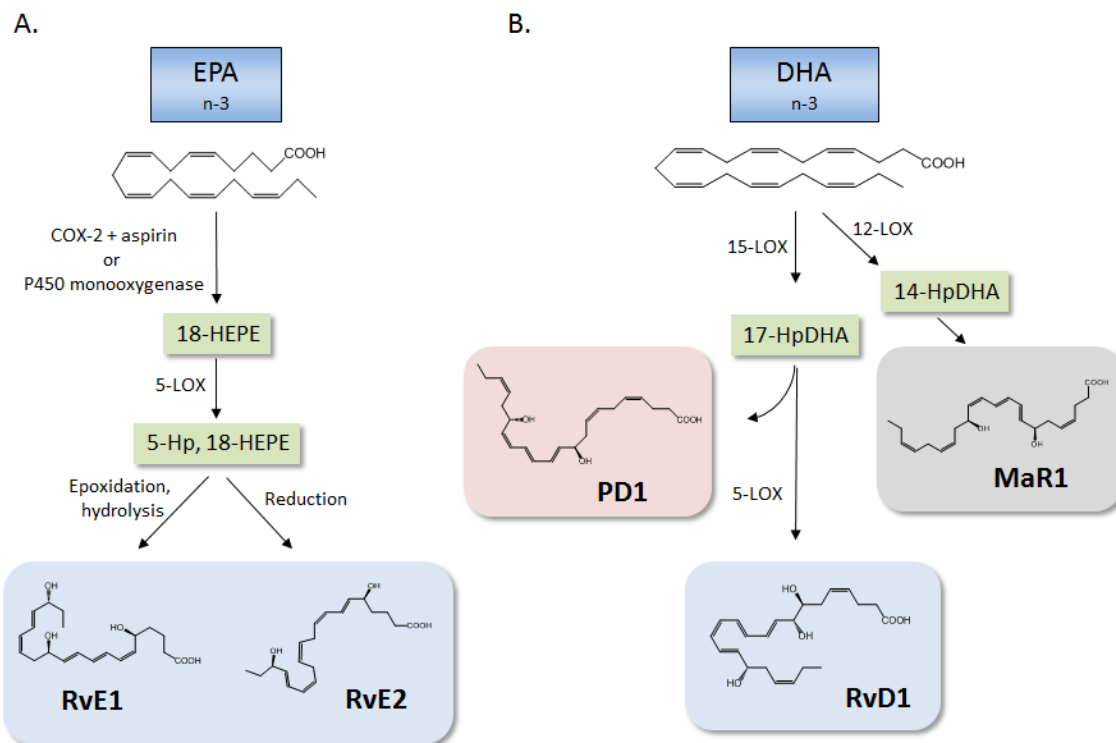 A.
EPA
n-3
COOH
COX-2 + aspirin
or
P450 monooxygenase
18-HEPE
5-LOX
5-Hp, 18-HEPE
Epoxidation,
hydrolysis
Reduction
OH
OH
OH
COOH
RvE1
OH
COOH
OH
RvE2
B.
DHA
n-3
COOH
15-LOX
12-LOX
14-HpDHA
17-HpDHA
OH
COOH
OH
PD1
COOH
OH
OH
MaR1
5-LOX
HO
COOH
OH
HO
RvD1